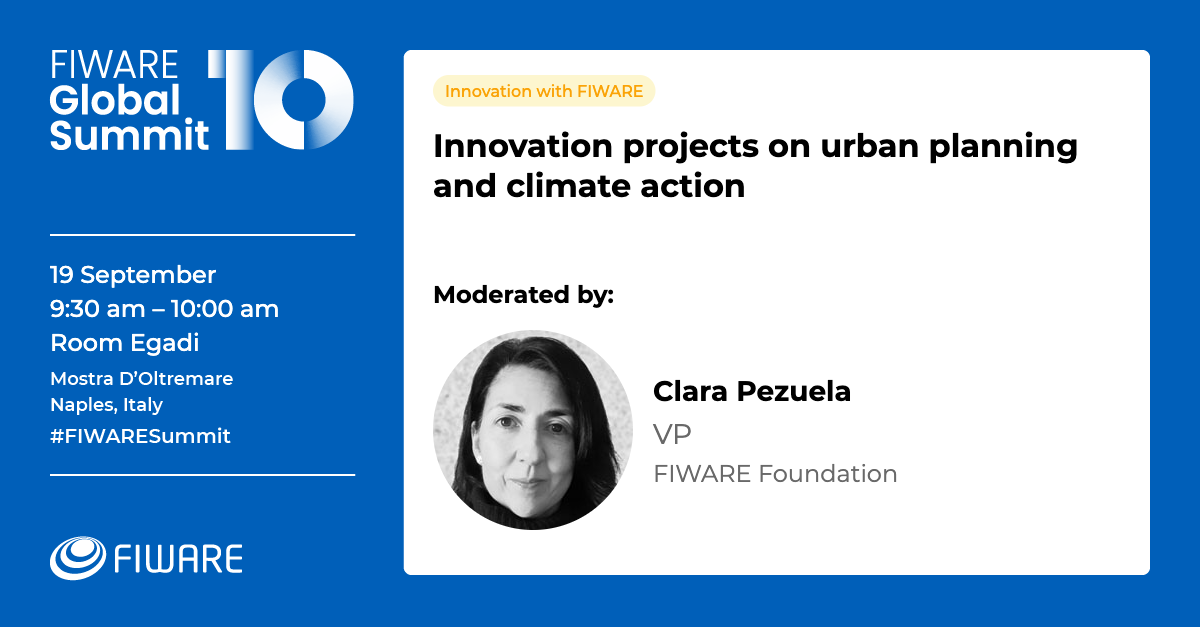 FIWARE
Global
Summit
10
19 September
9:30 am – 10:00 am
Room Egadi
Mostra D’Oltremare
Naples, Italy
#FIWARESummit
FIWARE
Innovation with FIWARE
Innovation projects on urban planning
and climate action
Moderated by:
Clara Pezuela
VP
FIWARE Foundation